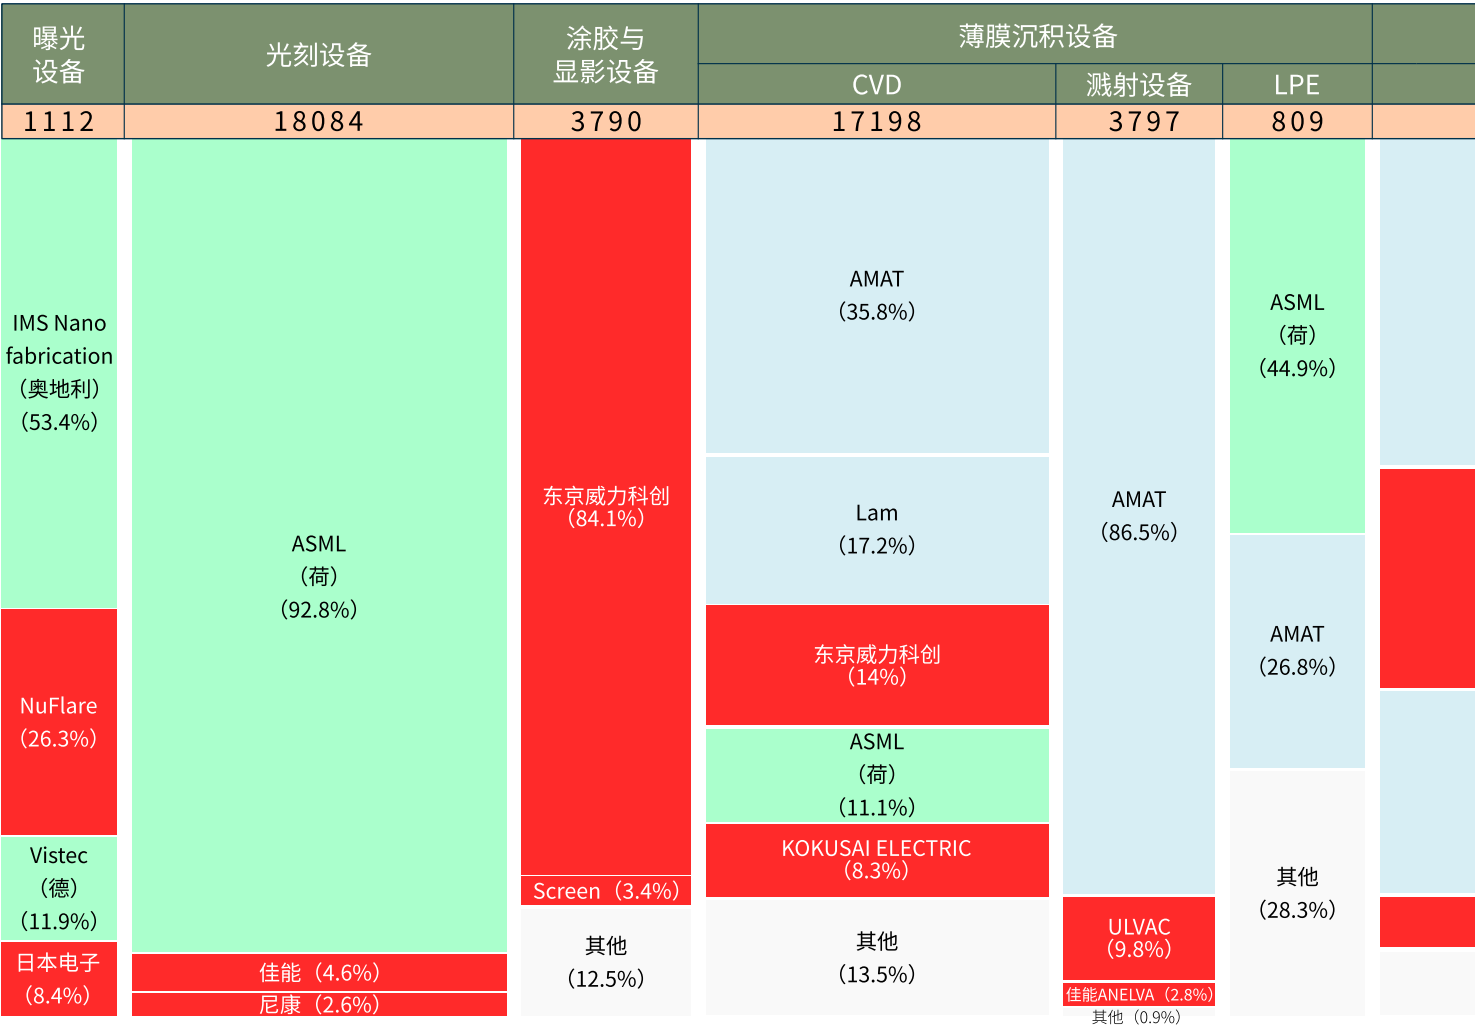 曝光
设备
光刻设备
涂胶与
显影设备
薄膜沉积设备
CVD
溅射设备
LPE
1112
18084
3790
17198
3797
809
IMS Nano
fabrication
（奥地利）
（53.4%）
NuFlare
（26.3%）
Vistec
（德）
（11.9%）
日本电子
（8.4%）
ASML
（荷）
（92.8%）
佳能（4.6%）
尼康（2.6%）
东京威力科创
（84.1%）
Screen（3.4%）
其他
（12.5%）
AMAT
（35.8%）
Lam
（17.2%）
东京威力科创
（14%）
ASML
（荷）
（11.1%）
KOKUSAI ELECTRIC
（8.3%）
其他
（13.5%）
AMAT
（86.5%）
ULVAC
（9.8%）
佳能ANELVA（2.8%）
其他（0.9%）
ASML
（荷）
（44.9%）
AMAT
（26.8%）
其他
（28.3%）